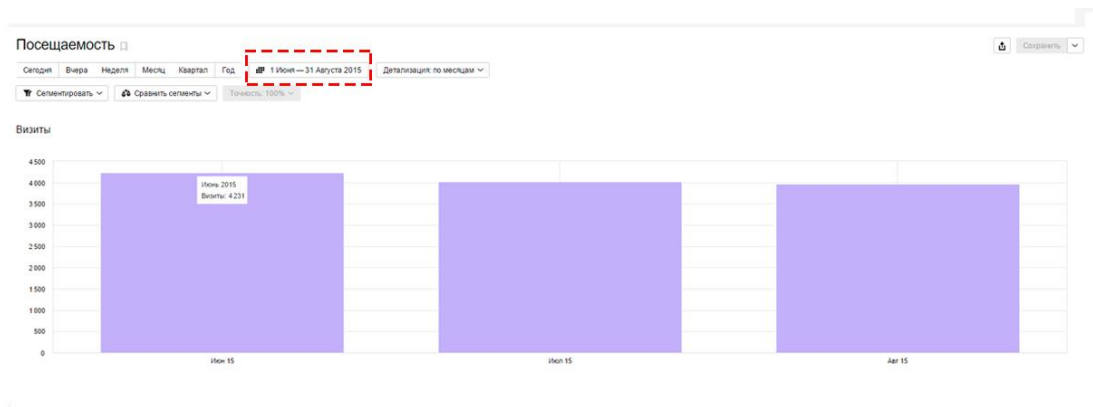 Посещаемость
Сохранить
Сегодня Вчера Неделя Месяц Квартал Год 1 Июня — 31 Августа 2015 Детализация: по месяцам
Сегментировать Сравнить сегменты Точность: 100%
Визиты
4 500
4 000
3 500
3 000
2 500
2 000
1 500
1 000
500
0
Июнь 2015
Визиты: 4 231
Июн 15 Июл 15 Авг 15